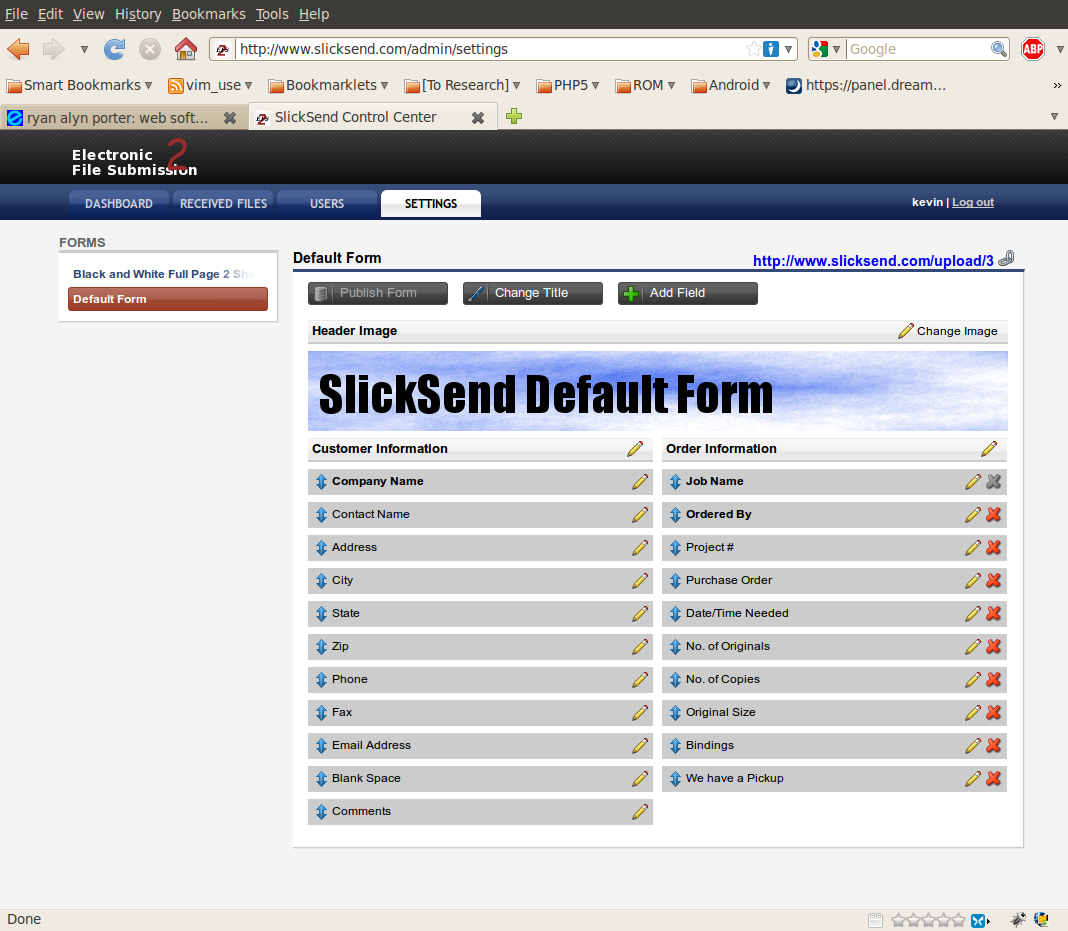 File Edit View History Bookmarks Tools Help
http://www.slicksend.com/admin/settings Google ABP
Smart Bookmarks vim_use Bookmarklets [To Research] PHP5 ROM Android https://panel.dream... »
ryan alyn porter: web soft... SlickSend Control Center
Electronic 2
File Submission
DASHBOARD RECEIVED FILES USERS SETTINGS kevin | Log out
FORMS
Black and White Full Page 2
Default Form
Default Form http://www.slicksend.com/upload/3
Publish Form Change Title Add Field
Header Image Change Image
SlickSend Default Form
Customer Information
Company Name
Contact Name
Address
City
State
Zip
Phone
Fax
Email Address
Blank Space
Comments
Order Information
Job Name
Ordered By
Project #
Purchase Order
Date/Time Needed
No. of Originals
No. of Copies
Original Size
Bindings
We have a Pickup
Done